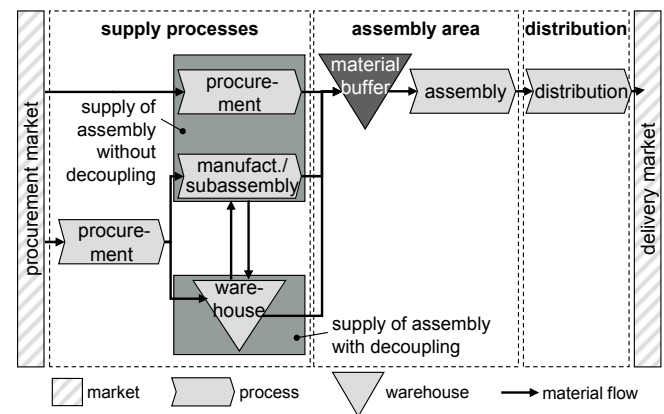 supply processes
assembly area
distribution
procurement market
procure-
ment
supply of
assembly
without
decoupling
manufact./
subassembly
procure-
ment
ware-
house
material
buffer
assembly
distribution
delivery market
supply of assembly
with decoupling
market
process
warehouse
material flow